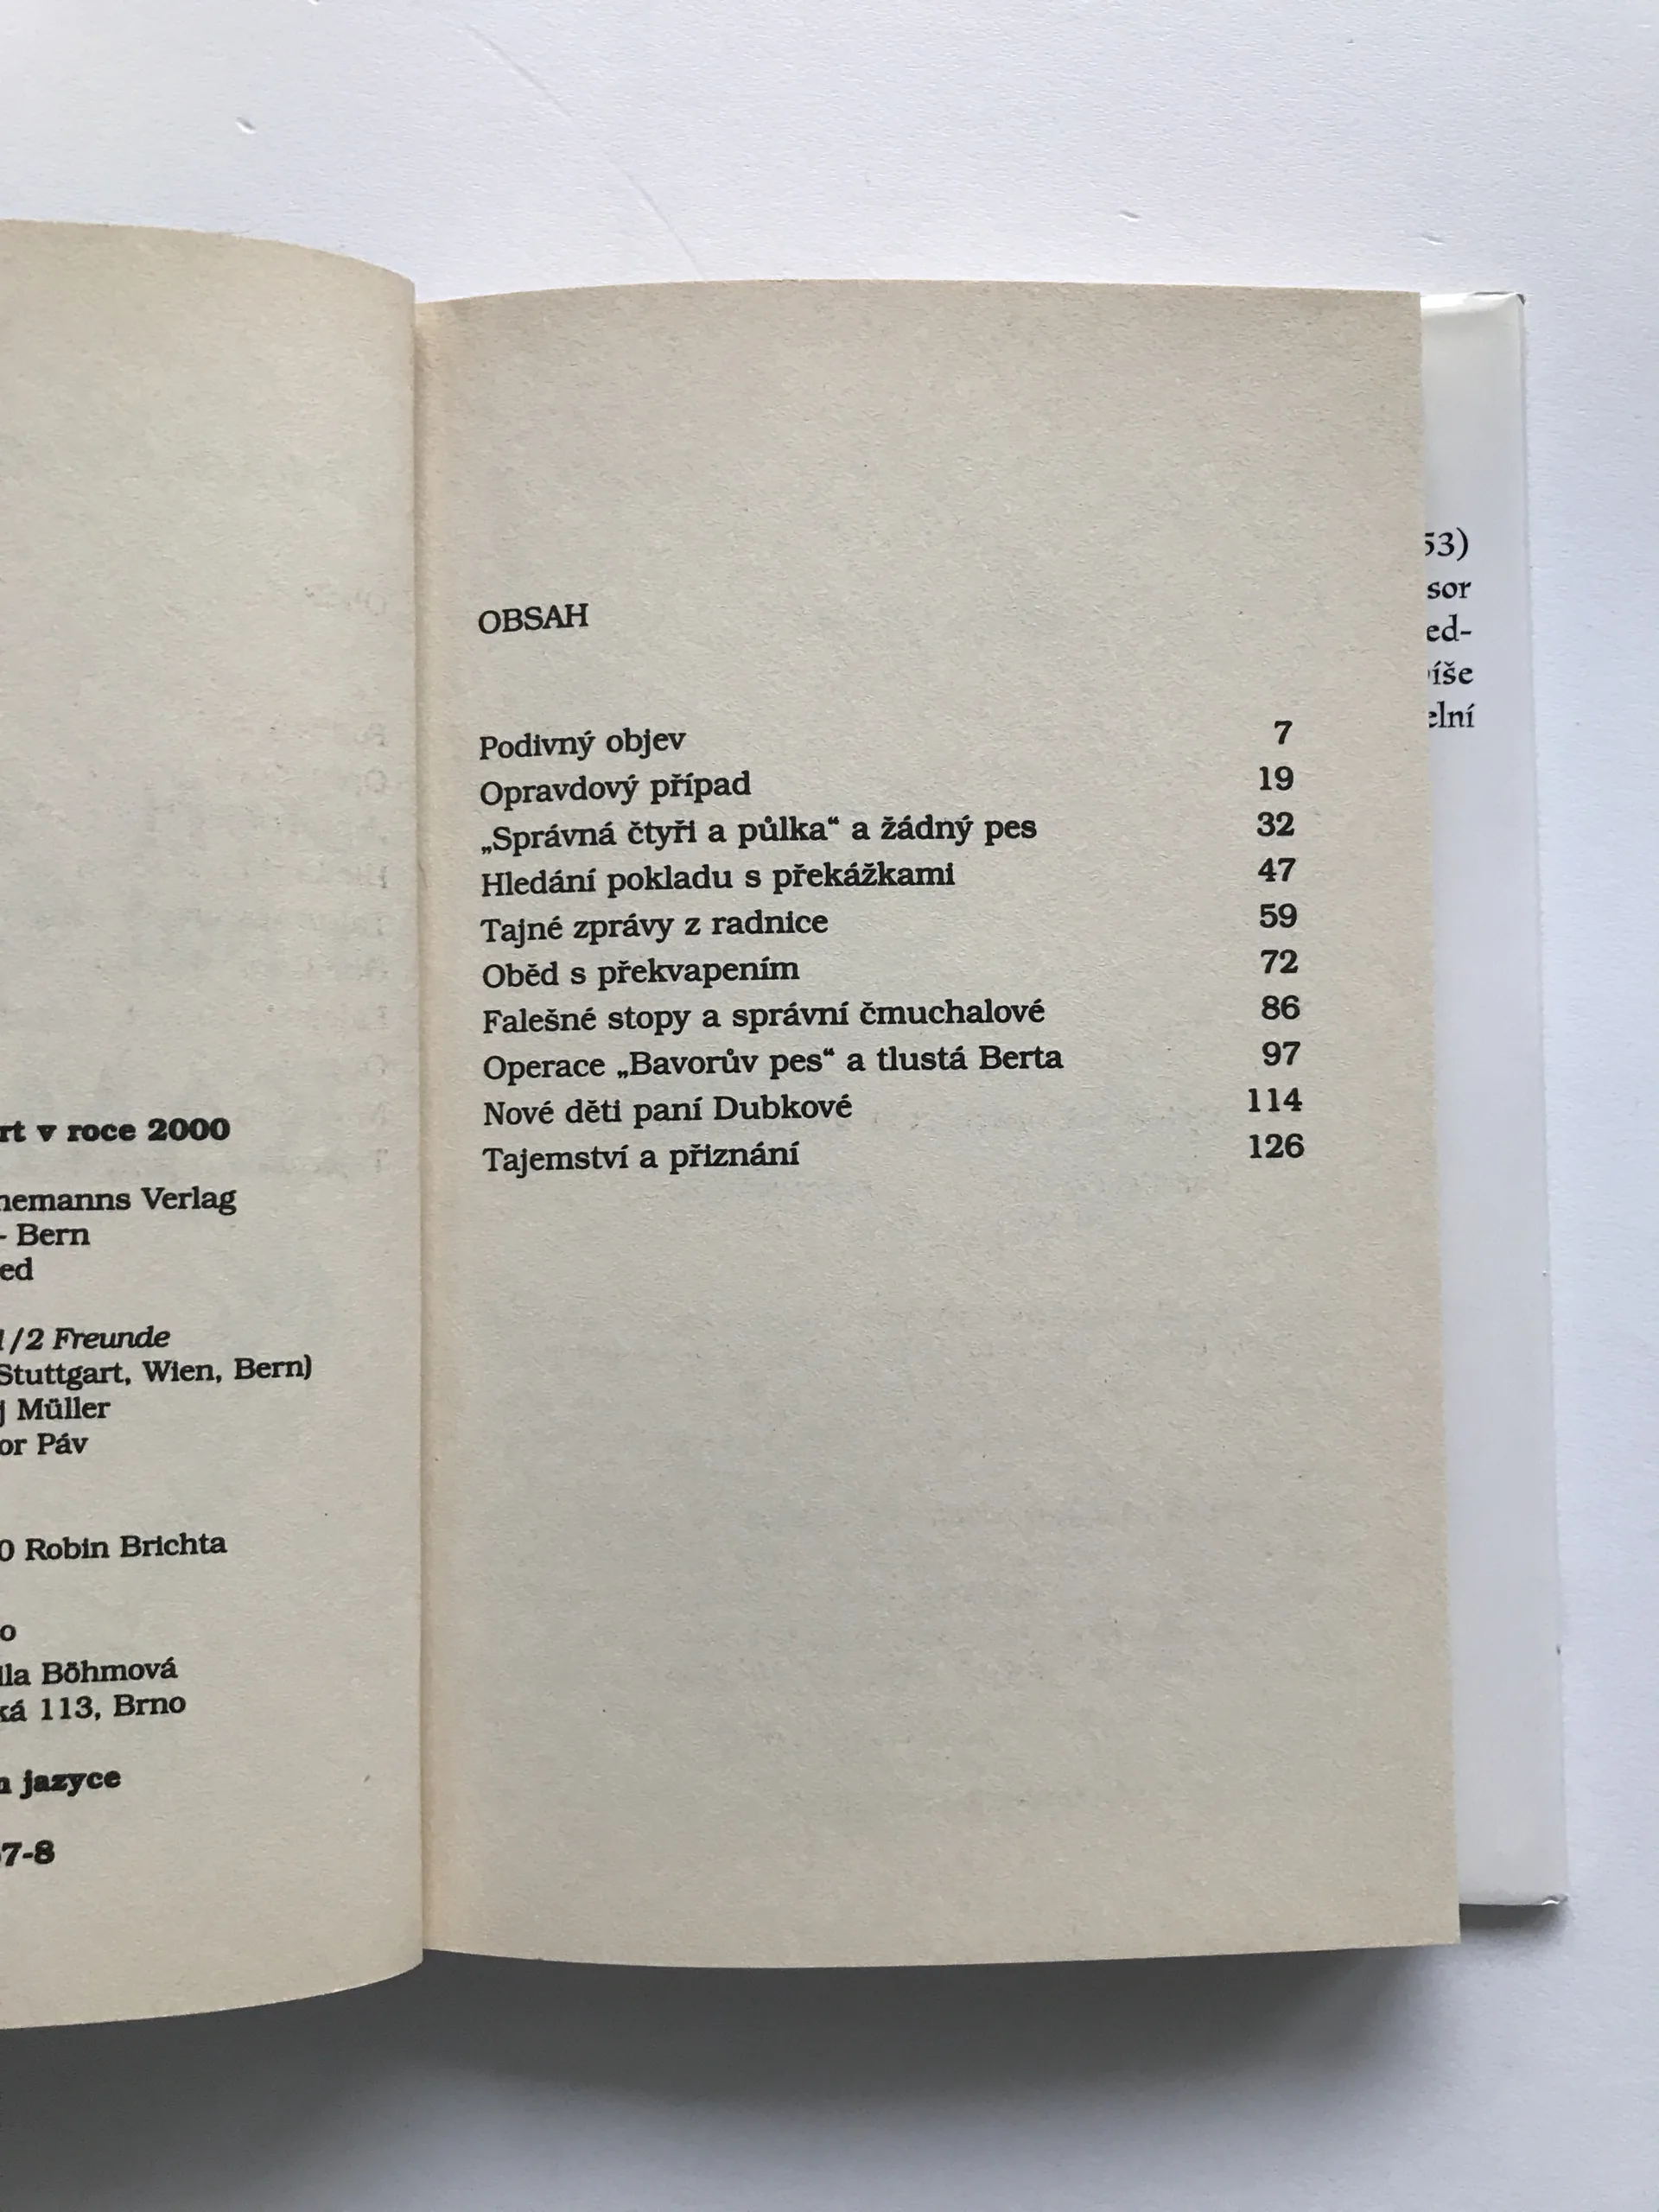 rt v roce 2000
nemanns Verlag
- Bern
ed
1/2 Freunde
Stuttgart, Wien, Bern)
j Müller
or Páv
0 Robin Brichta
o
lla Böhmová
ká 113, Brno
jazyce
7-8
OBSAH
Podivný objev 7
Opravdový případ 19
„Správná čtyři a půlka“ a žádný pes 32
Hledání pokladu s překážkami 47
Tajné zprávy z radnice 59
Oběd s překvapením 72
Falešné stopy a správní čmuchalové 86
Operace „Bavorův pes“ a tlustá Berta 97
Nové děti paní Dubkové 114
Tajemství a přiznání 126
53)
sor
ed-
íše
elní